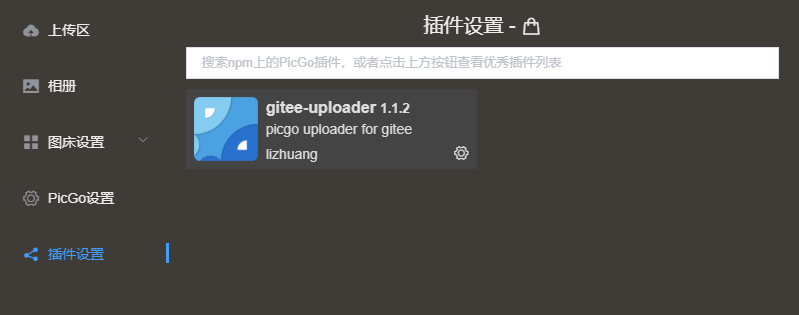 插件设置 -
上传区
相册
图床设置
PicGo设置
插件设置
搜索npm上的PicGo插件，或者点击上方按钮查看优秀插件列表
gitee-uploader 1.1.2
picgo uploader for gitee
lizhuang